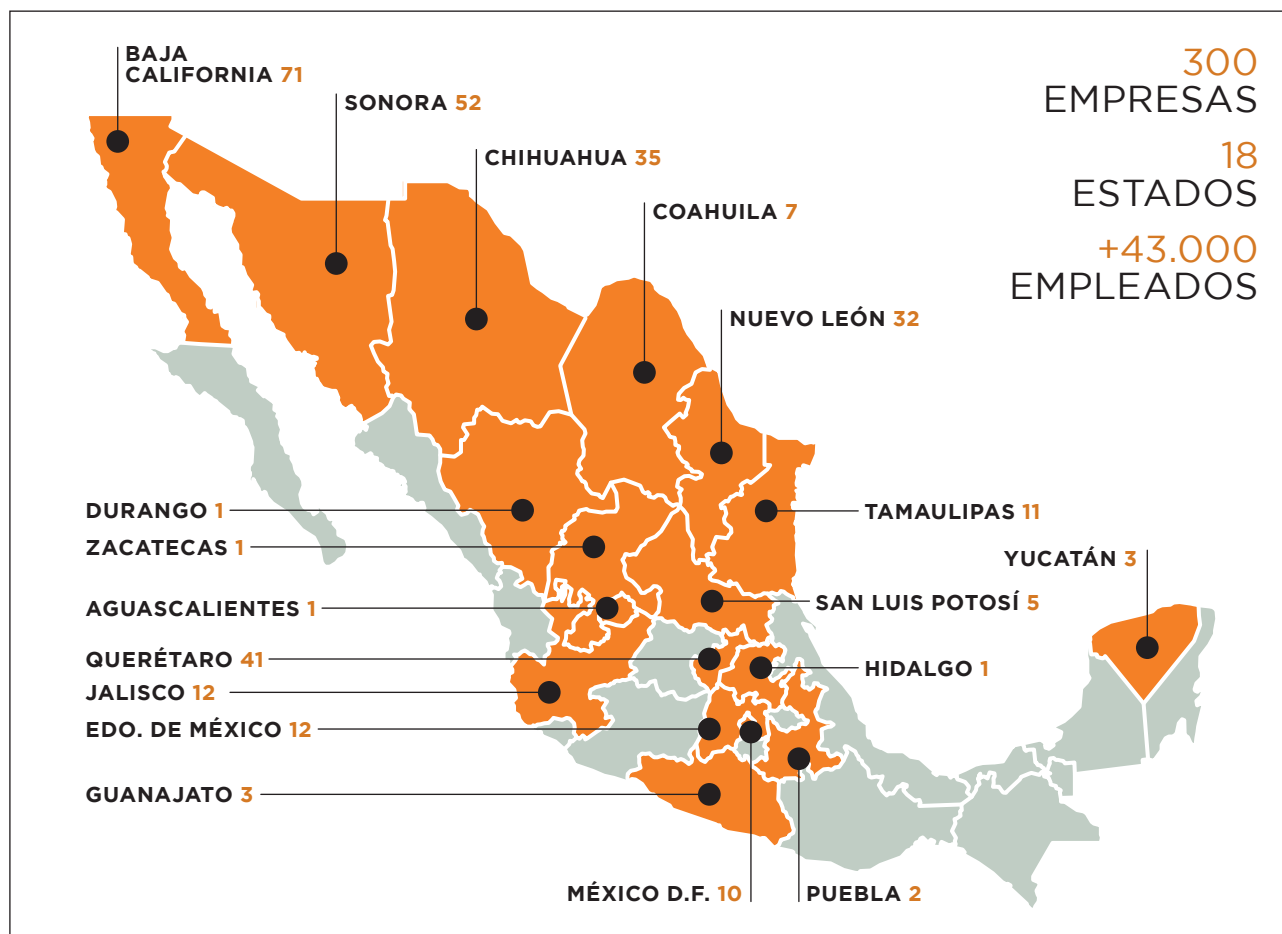 BAJA
CALIFORNIA 71
SONORA 52
CHIHUAHUA 35
COAHUILA 7
NUEVO LEÓN 32
300
EMPRESAS
18
ESTADOS
+43.000
EMPLEADOS
DURANGO 1
ZACATECAS 1
AGUASCALIENTES 1
QUERÉTARO 41
JALISCO 12
EDO. DE MÉXICO 12
GUANAJATO 3
TAMAULIPAS 11
YUCATÁN 3
SAN LUIS POTOSÍ 5
HIDALGO 1
MÉXICO D.F. 10
PUEBLA 2